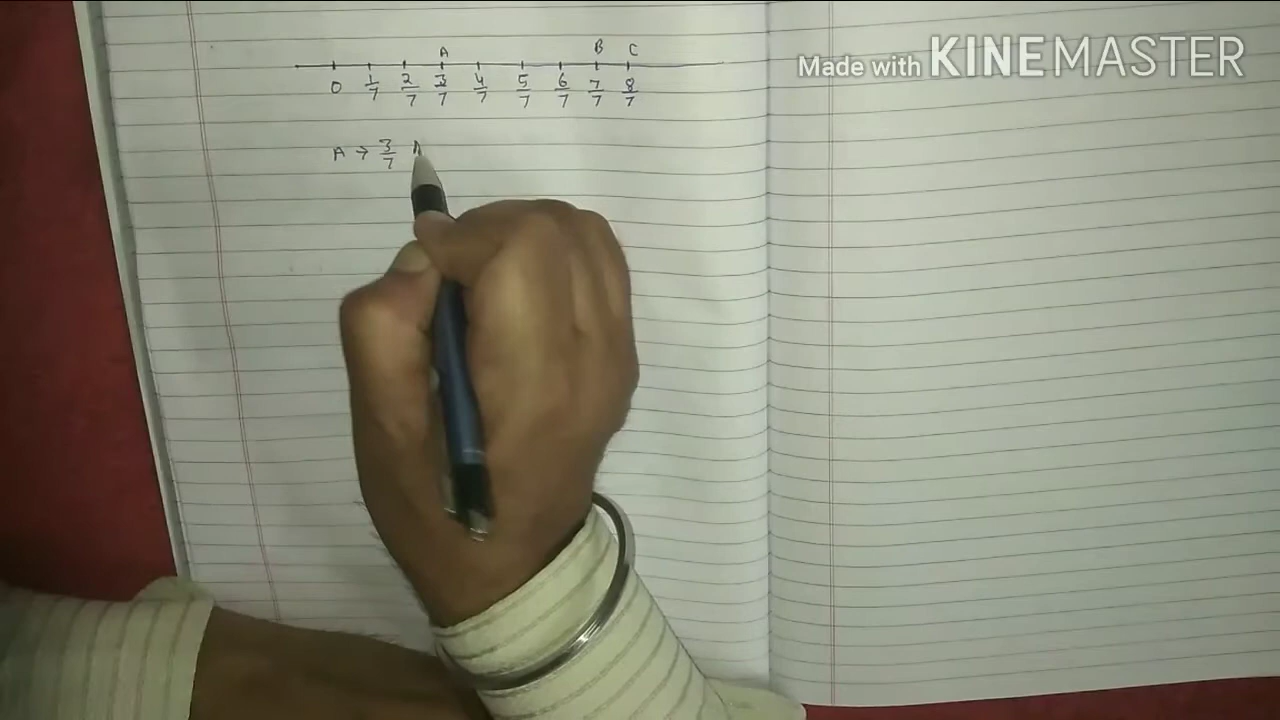 Made with KINEMASTER
A B C
0 1/7 2/7 3/7 4/7 5/7 6/7 7/7 8/7
A → 3/7